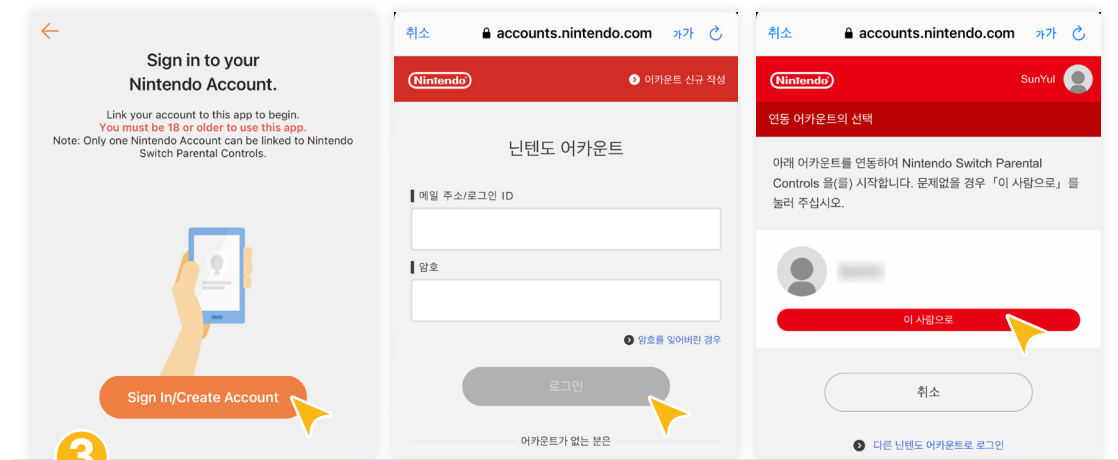 Sign in to your
Nintendo Account.
Link your account to this app to begin.
You must be 18 or older to use this app.
Note: Only one Nintendo Account can be linked to Nintendo
Switch Parental Controls.
Sign In/Create Account
3
취소 accounts.nintendo.com 가가
Nintendo 어카운트 신규 작성
닌텐도 어카운트
메일 주소/로그인 ID
암호
암호를 잊어버린 경우
로그인
어카운트가 없는 분은
취소 accounts.nintendo.com 가가
Nintendo SunYul
연동 어카운트의 선택
아래 어카운트를 연동하여 Nintendo Switch Parental
Controls 을(를) 시작합니다. 문제없을 경우「이 사람으로」를
눌러 주십시오.
이 사람으로
취소
다른 닌텐도 어카운트로 로그인